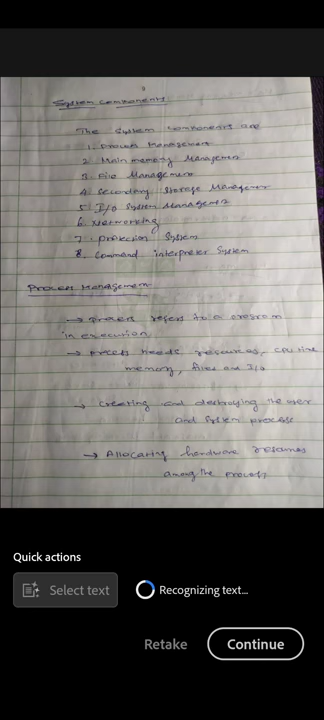 System components
The System components are
1. Process Management
2. Main memory Management
3. File Management
4. Secondary Storage Management
5. I/O System Management
6. Networking
7. Protection System
8. Command interpreter System
Process Management
→ Process refers to a program
in execution
→ Process needs resources, CPU time
memory, files and I/O
→ Creating and destroying the user
and System process
→ Allocating hardware resources
among the process
Quick actions
Select text
Recognizing text...
Retake
Continue